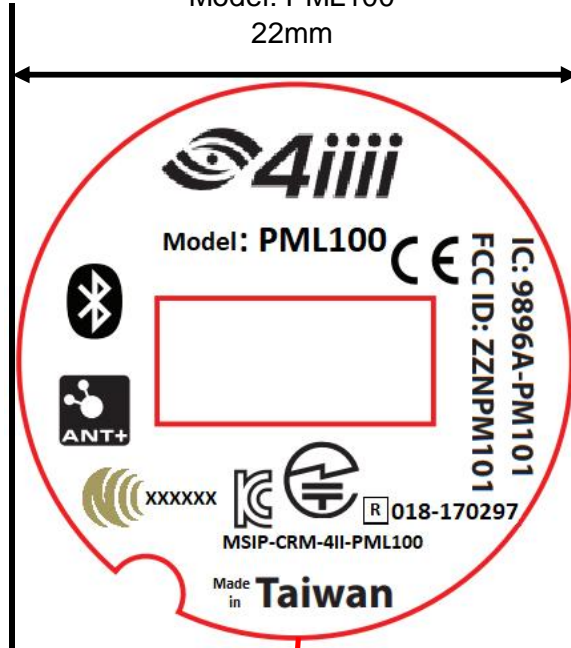 Model: PML100
22mm
4iiii
Model: PML100
CE
IC: 9896A-PM101
FCC ID: ZZNPM101
ANT+
xxxxxx
R 018-170297
MSIP-CRM-4II-PML100
Made in Taiwan